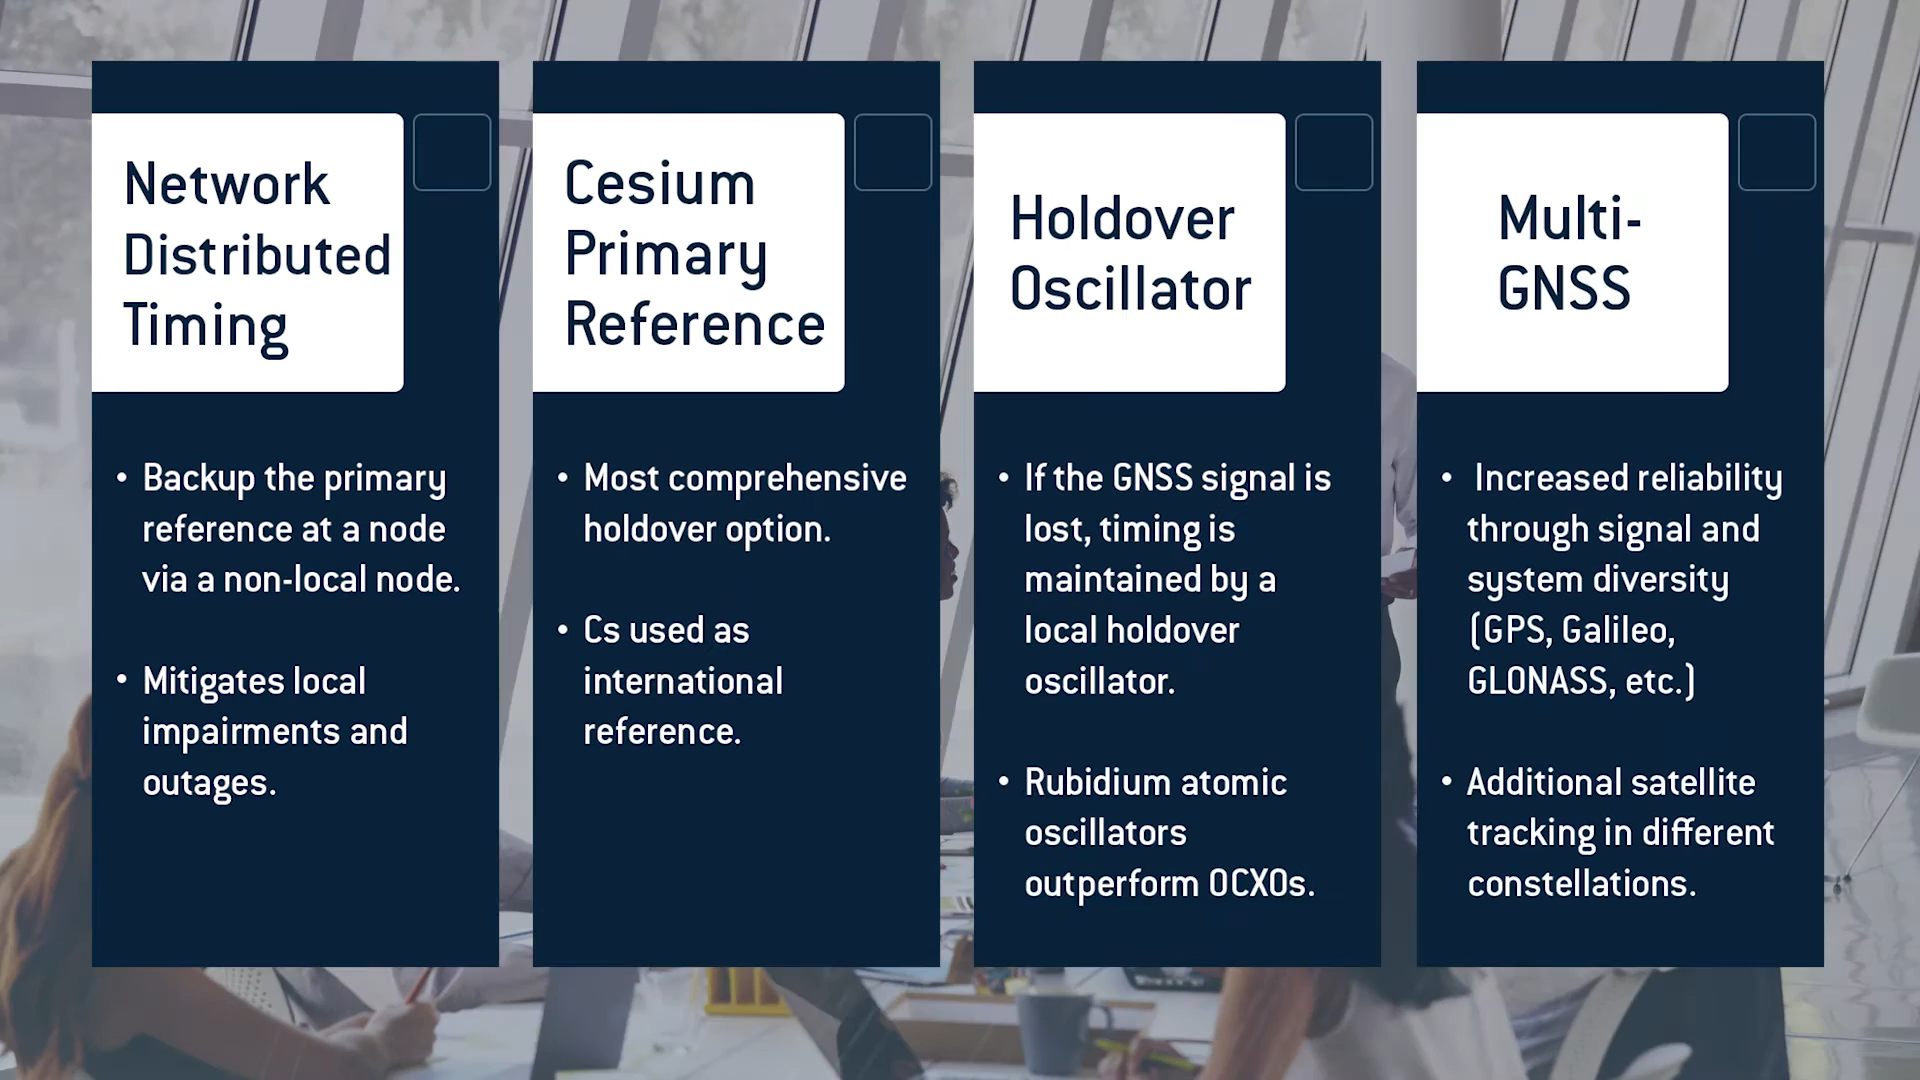 Network
Distributed
Timing
• Backup the primary
reference at a node
via a non-local node.
• Mitigates local
impairments and
outages.
Cesium
Primary
Reference
• Most comprehensive
holdover option.
• Cs used as
international
reference.
Holdover
Oscillator
• If the GNSS signal is
lost, timing is
maintained by a
local holdover
oscillator.
• Rubidium atomic
oscillators
outperform OCXOs.
Multi-
GNSS
• Increased reliability
through signal and
system diversity
(GPS, Galileo,
GLONASS, etc.)
• Additional satellite
tracking in different
constellations.